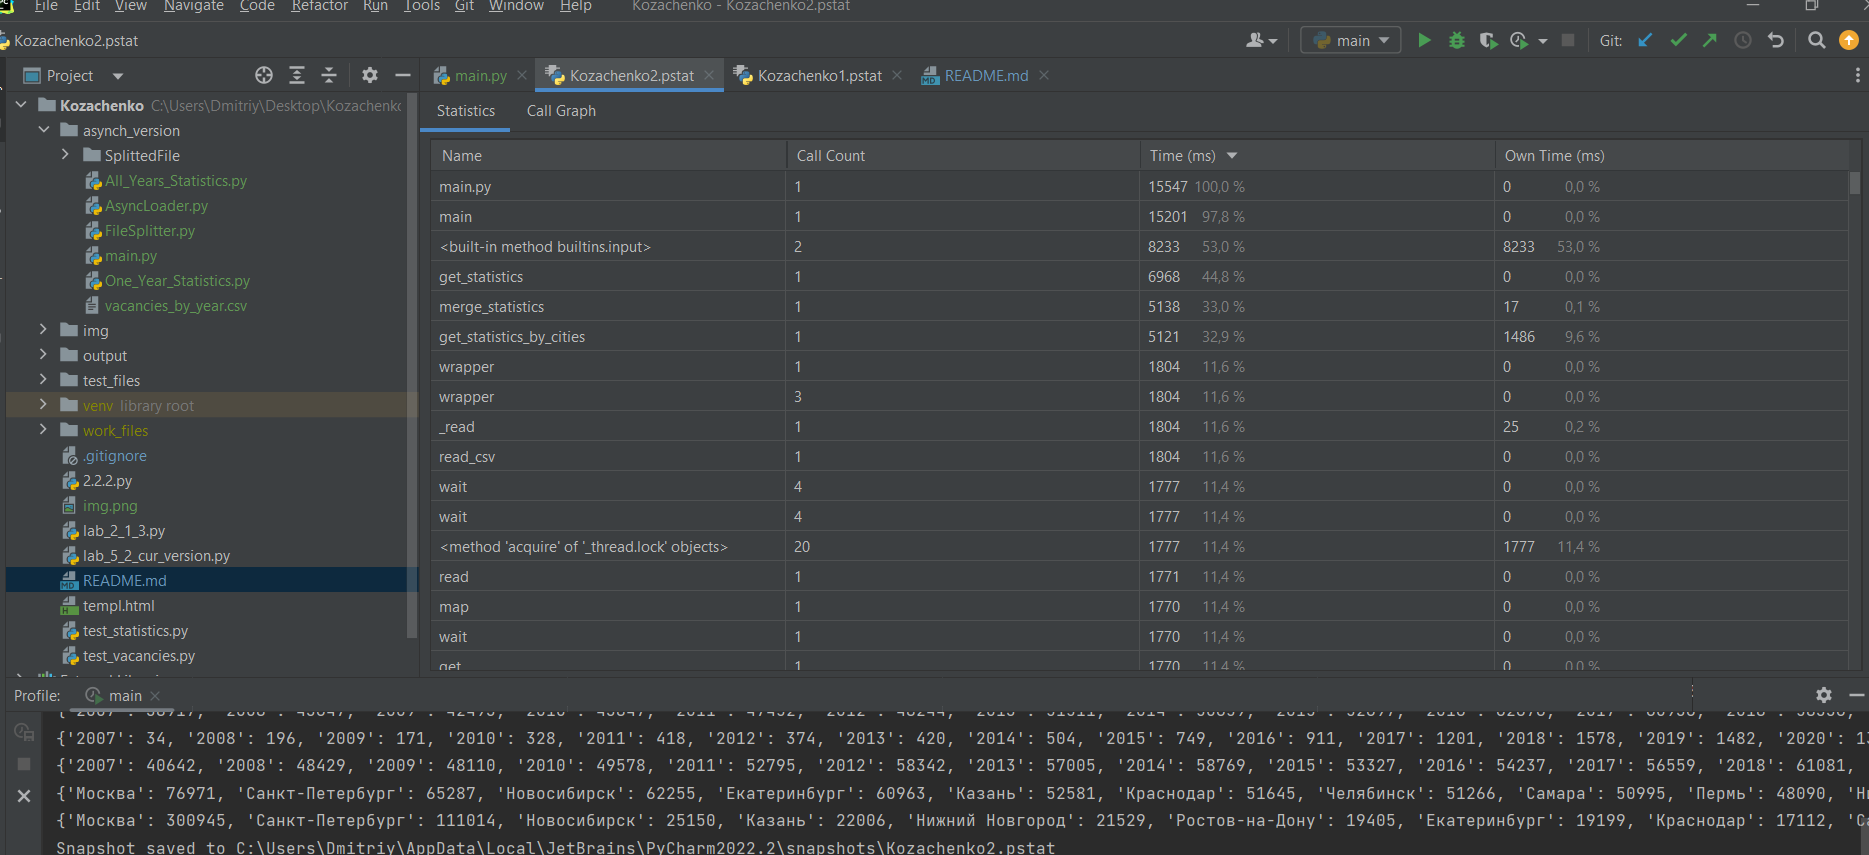 File Edit View Navigate Code Refactor Run Tools Git Window Help Kozachenko - Kozachenko2.pstat
Kozachenko2.pstat main Git:
Project main.py Kozachenko2.pstat Kozachenko1.pstat README.md
Statistics Call Graph
Kozachenko C:\Users\Dmitriy\Desktop\Kozachenko
asynch_version
SplittedFile
All_Years_Statistics.py
AsyncLoader.py
FileSplitter.py
main.py
One_Year_Statistics.py
vacancies_by_year.csv
img
output
test_files
venv library root
work_files
.gitignore
2.2.2.py
img.png
lab_2_1_3.py
lab_5_2_cur_version.py
README.md
templ.html
test_statistics.py
test_vacancies.py
Name Call Count Time (ms) Own Time (ms)
main.py 1 15547 100,0 % 0 0,0 %
main 1 15201 97,8 % 0 0,0 %
<built-in method builtins.input> 2 8233 53,0 % 8233 53,0 %
get_statistics 1 6968 44,8 % 0 0,0 %
merge_statistics 1 5138 33,0 % 17 0,1 %
get_statistics_by_cities 1 5121 32,9 % 1486 9,6 %
wrapper 1 1804 11,6 % 0 0,0 %
wrapper 3 1804 11,6 % 0 0,0 %
_read 1 1804 11,6 % 25 0,2 %
read_csv 1 1804 11,6 % 0 0,0 %
wait 4 1777 11,4 % 0 0,0 %
wait 4 1777 11,4 % 0 0,0 %
<method 'acquire' of '_thread.lock' objects> 20 1777 11,4 % 1777 11,4 %
read 1 1771 11,4 % 0 0,0 %
map 1 1770 11,4 % 0 0,0 %
wait 1 1770 11,4 % 0 0,0 %
get 1 1770 11,4 % 0 0,0 %
Profile: main
{'2007': 34, '2008': 196, '2009': 171, '2010': 328, '2011': 418, '2012': 374, '2013': 420, '2014': 504, '2015': 749, '2016': 911, '2017': 1201, '2018': 1578, '2019': 1482, '2020':
{'2007': 40642, '2008': 48429, '2009': 48110, '2010': 49578, '2011': 52795, '2012': 58342, '2013': 57005, '2014': 58769, '2015': 53327, '2016': 54237, '2017': 56559, '2018': 61081,
{'Москва': 76971, 'Санкт-Петербург': 65287, 'Новосибирск': 62255, 'Екатеринбург': 60963, 'Казань': 52581, 'Краснодар': 51645, 'Челябинск': 51266, 'Самара': 50995, 'Пермь': 48090,
{'Москва': 300945, 'Санкт-Петербург': 111014, 'Новосибирск': 25150, 'Казань': 22006, 'Нижний Новгород': 21529, 'Ростов-на-Дону': 19405, 'Екатеринбург': 19199, 'Краснодар': 17112,
Snapshot saved to C:\Users\Dmitriy\AppData\Local\JetBrains\PyCharm2022.2\snapshots\Kozachenko2.pstat